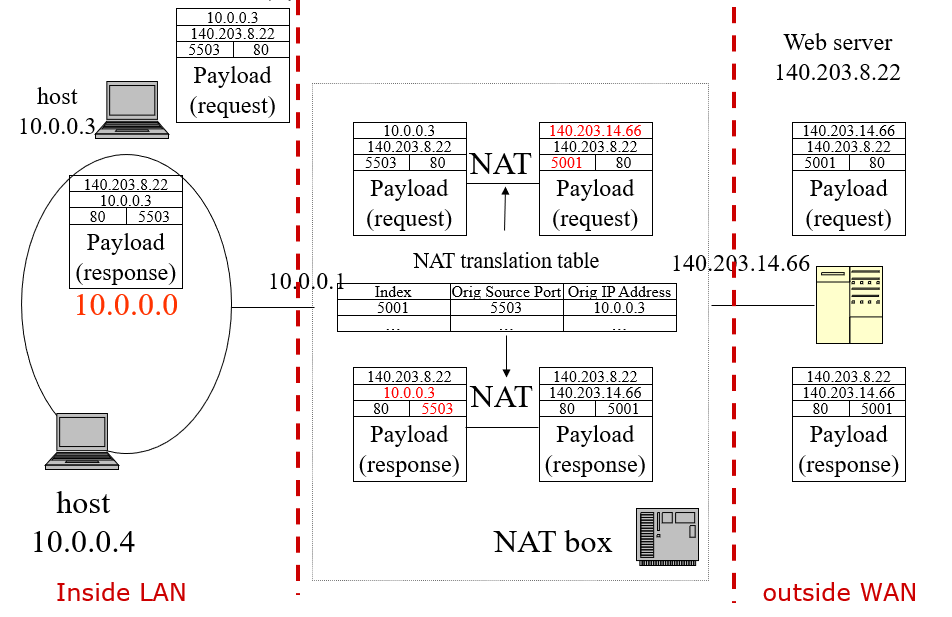 10.0.0.3
140.203.8.22
5503 80
Payload
(request)
host
10.0.0.3
140.203.8.22
10.0.0.3
80 5503
Payload
(response)
10.0.0.0
host
10.0.0.4
Inside LAN
10.0.0.1
10.0.0.3
140.203.8.22
5503 80
Payload
(request)
NAT
140.203.14.66
140.203.8.22
5001 80
Payload
(request)
NAT translation table
Index Orig Source Port Orig IP Address
5001 5503 10.0.0.3
... ... ...
140.203.8.22
10.0.0.3
80 5503
Payload
(response)
NAT
140.203.8.22
140.203.14.66
80 5001
Payload
(response)
NAT box
140.203.14.66
Web server
140.203.8.22
140.203.14.66
140.203.8.22
5001 80
Payload
(request)
140.203.8.22
140.203.14.66
80 5001
Payload
(response)
outside WAN